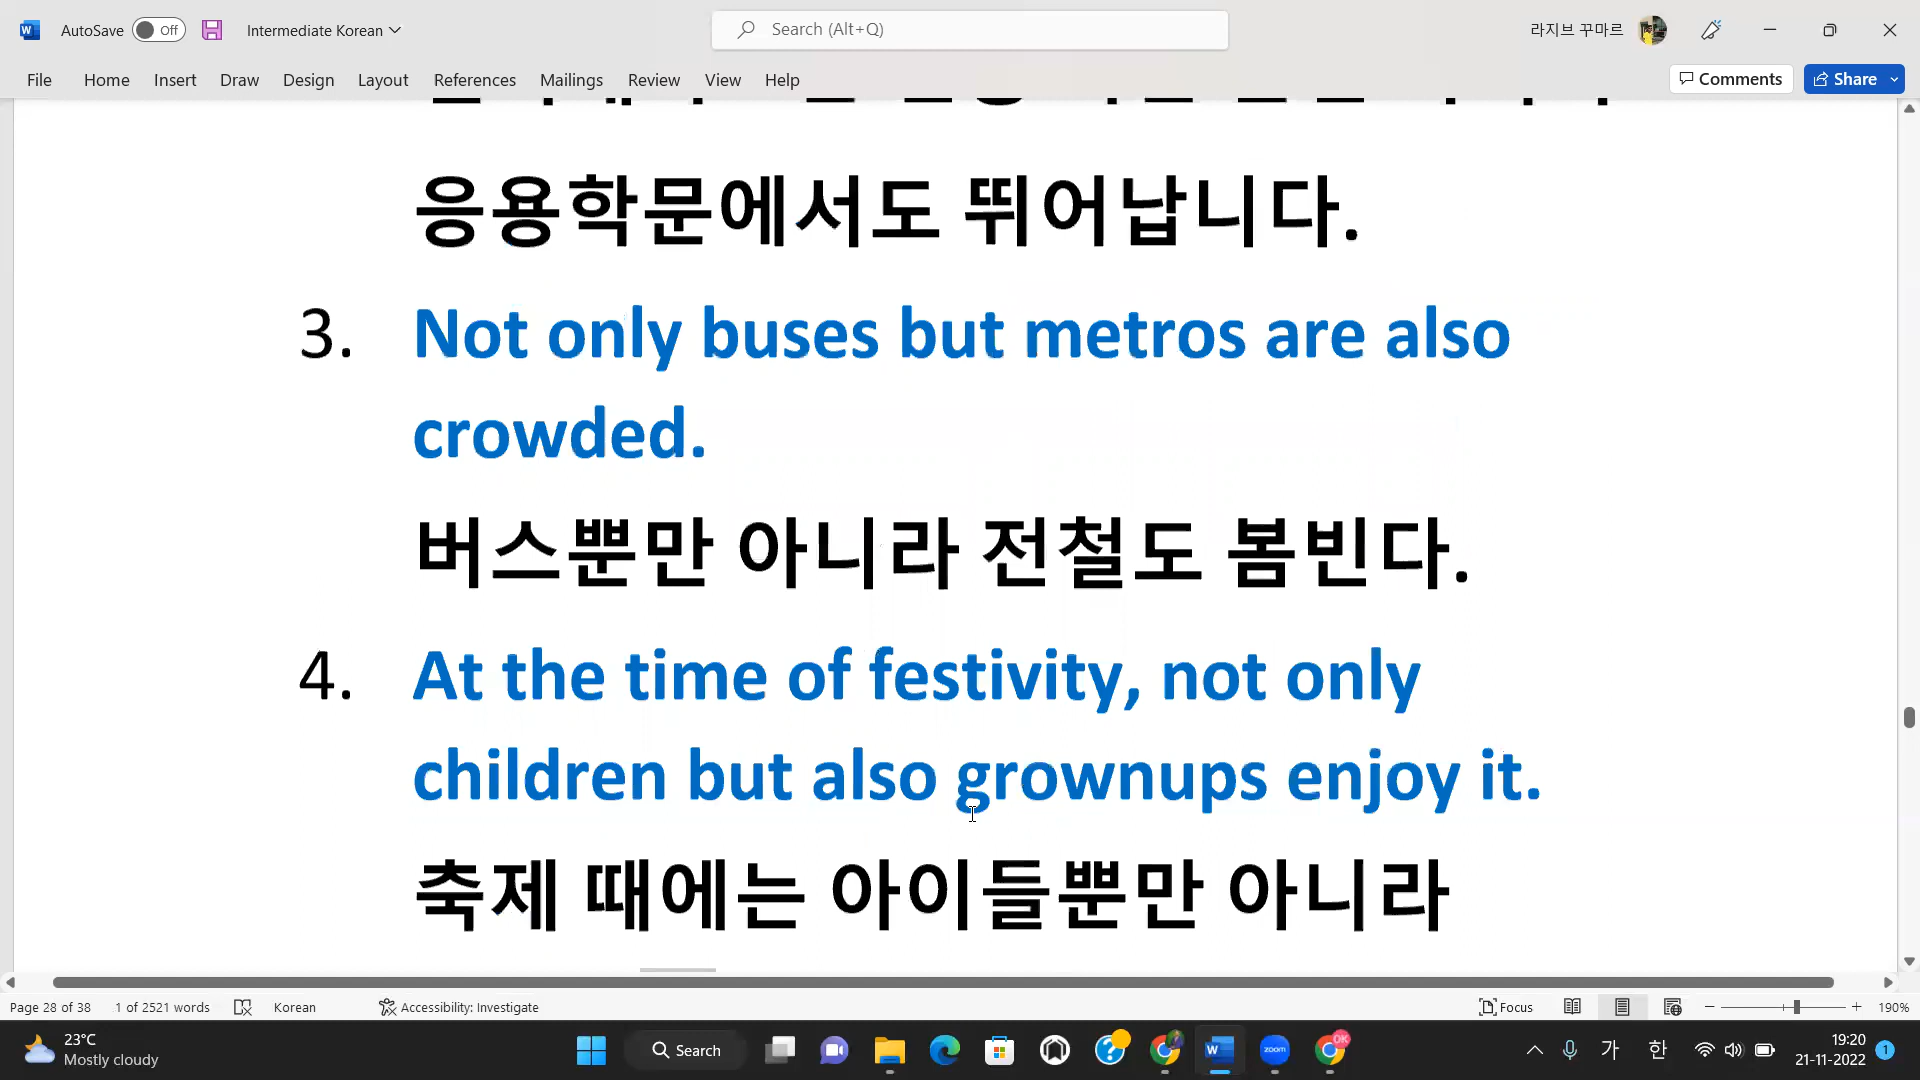 AutoSave Off Intermediate Korean Search (Alt+Q) 라지브 꾸마르
File Home Insert Draw Design Layout References Mailings Review View Help Comments Share
응용학문에서도 뛰어납니다.
3. Not only buses but metros are also
crowded.
버스뿐만 아니라 전철도 봄빈다.
4. At the time of festivity, not only
children but also grownups enjoy it.
축제 때에는 아이들뿐만 아니라
Page 28 of 38 1 of 2521 words Korean Accessibility: Investigate Focus 190%
23°C
Mostly cloudy
Search
zoom
OK
가 한
19:20
21-11-2022
1